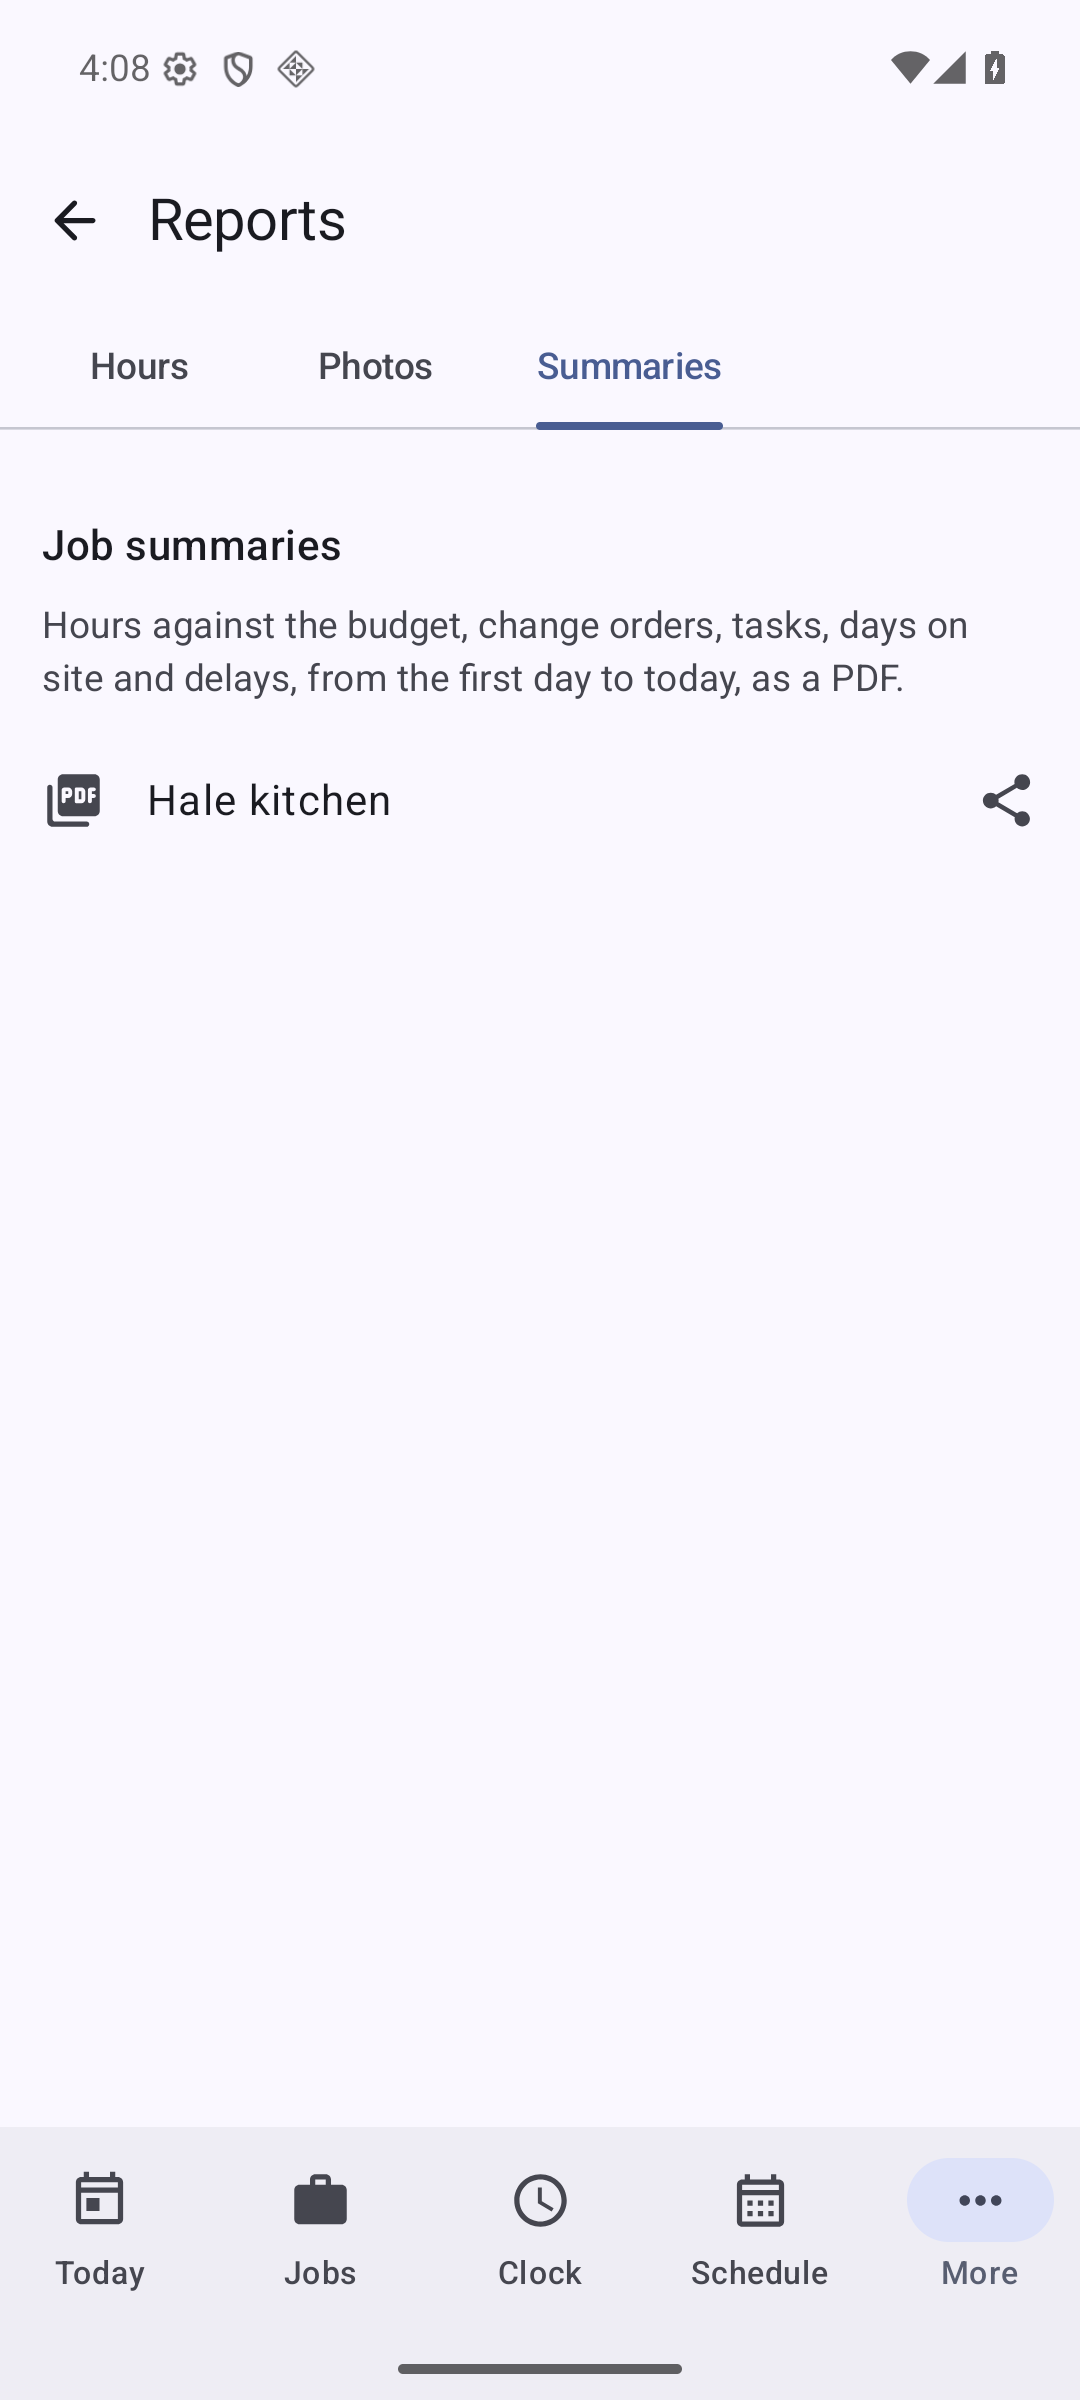 4:08
Reports
Hours
Photos
Summaries
Job summaries
Hours against the budget, change orders, tasks, days on
site and delays, from the first day to today, as a PDF.
PDF
Hale kitchen
Today
Jobs
Clock
Schedule
More